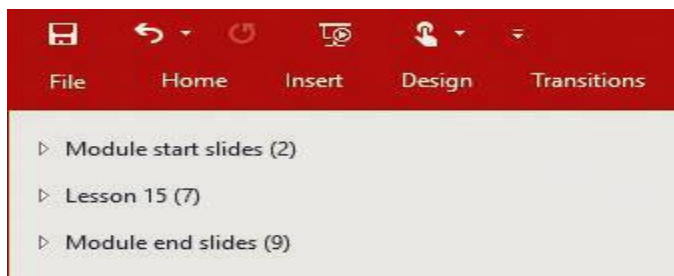 File Home Insert Design Transitions
Module start slides (2)
Lesson 15 (7)
Module end slides (9)